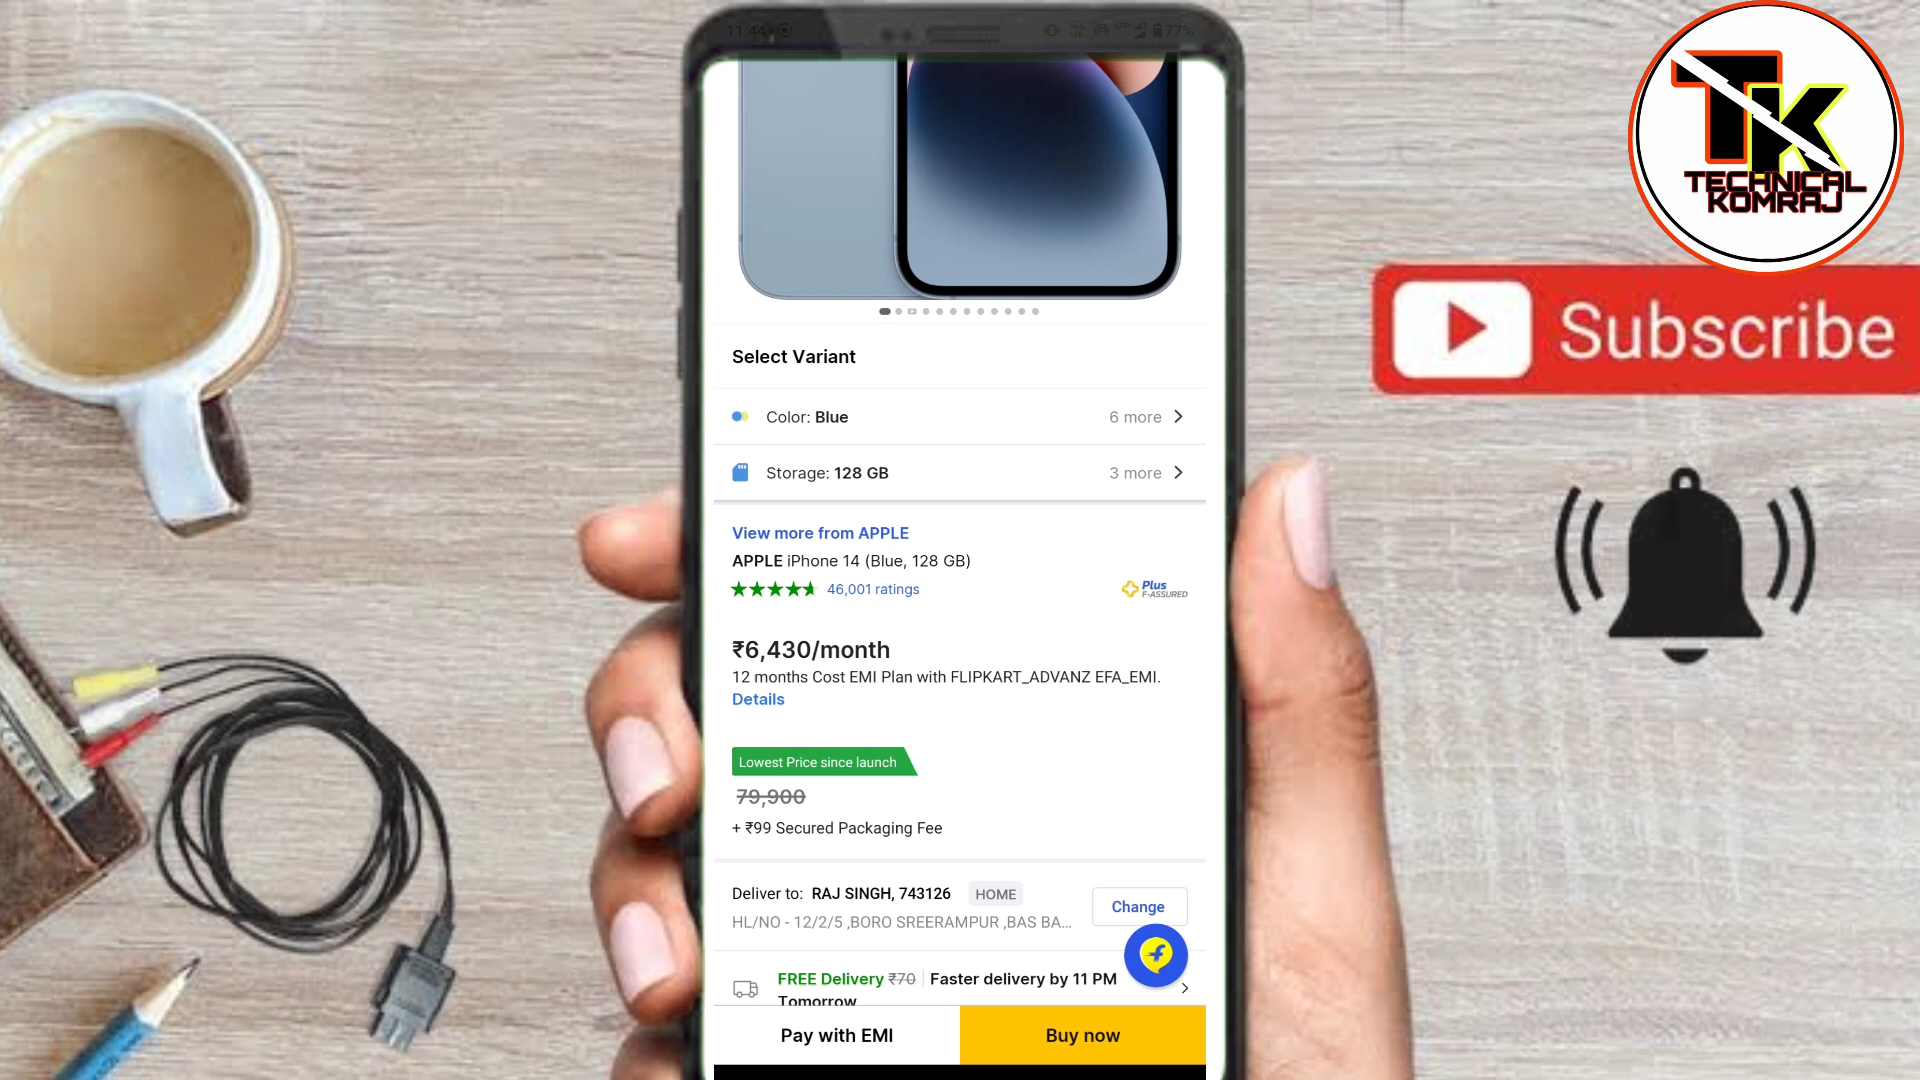 11:44
77%
TK
TECHNICAL
KOMRAJ
Subscribe
Select Variant
Color: Blue
6 more
Storage: 128 GB
3 more
View more from APPLE
APPLE iPhone 14 (Blue, 128 GB)
46,001 ratings
Plus
F-ASSURED
₹6,430/month
12 months Cost EMI Plan with FLIPKART_ADVANZ EFA_EMI.
Details
Lowest Price since launch
79,900
+ ₹99 Secured Packaging Fee
Deliver to: RAJ SINGH, 743126 HOME
Change
HL/NO - 12/2/5 ,BORO SREERAMPUR ,BAS BA...
FREE Delivery ₹70 Faster delivery by 11 PM
Tomorrow
Pay with EMI
Buy now